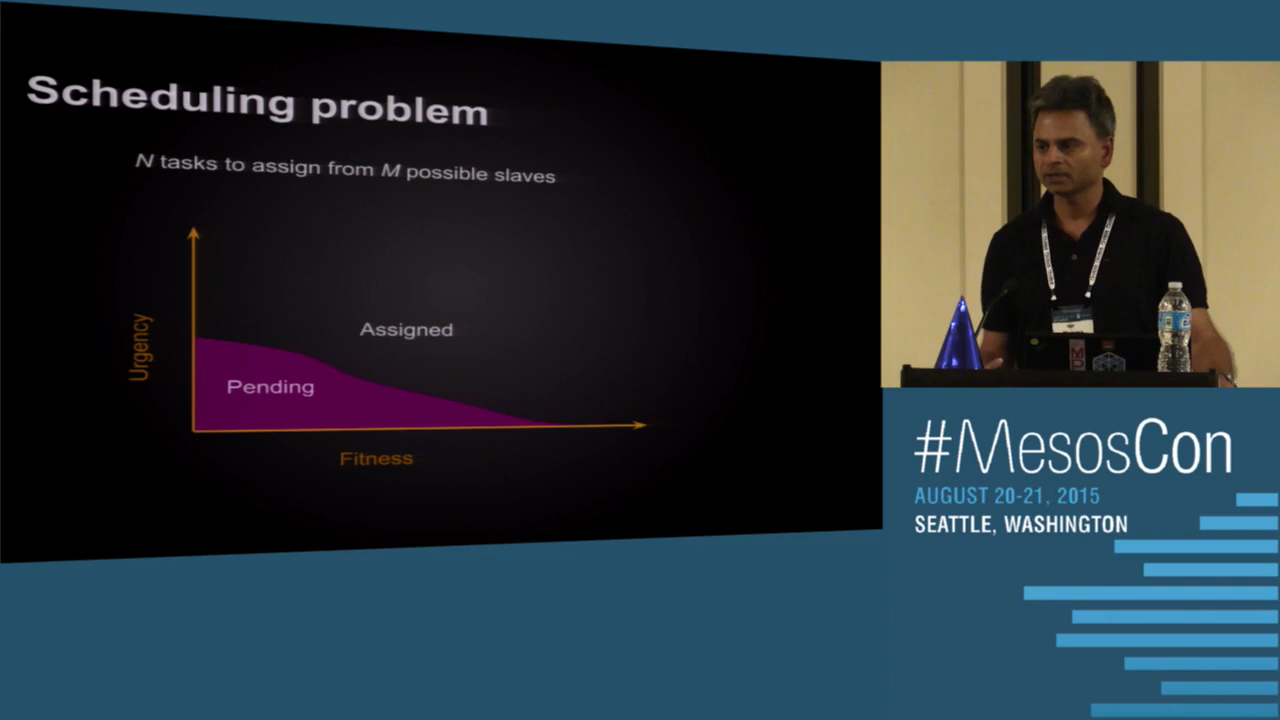 Scheduling problem
N tasks to assign from M possible slaves
Urgency
Assigned
Pending
Fitness
#MesosCon
AUGUST 20-21, 2015
SEATTLE, WASHINGTON